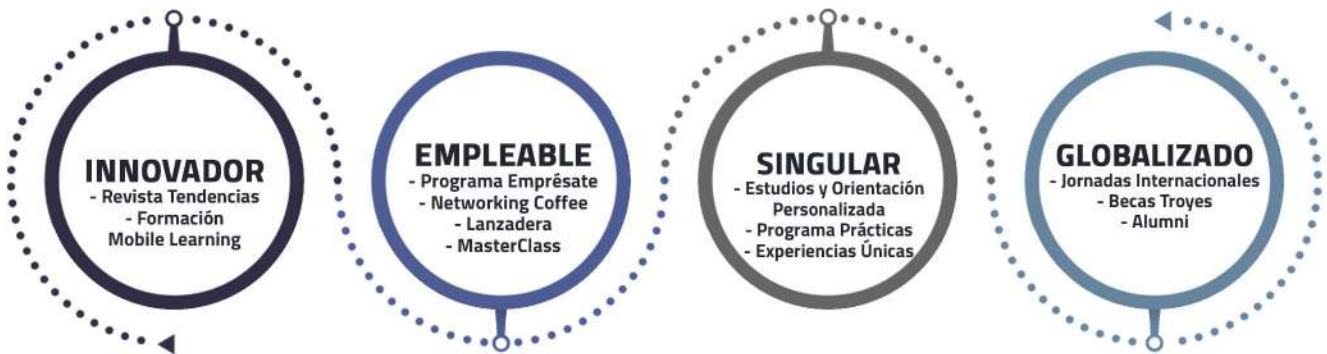 INNOVADOR
- Revista Tendencias
- Formación
Mobile Learning
EMPLEABLE
- Programa Emprésate
- Networking Coffee
- Lanzadera
- MasterClass
SINGULAR
- Estudios y Orientación
Personalizada
- Programa Prácticas
- Experiencias Únicas
GLOBALIZADO
- Jornadas Internacionales
- Becas Troyes
- Alumni